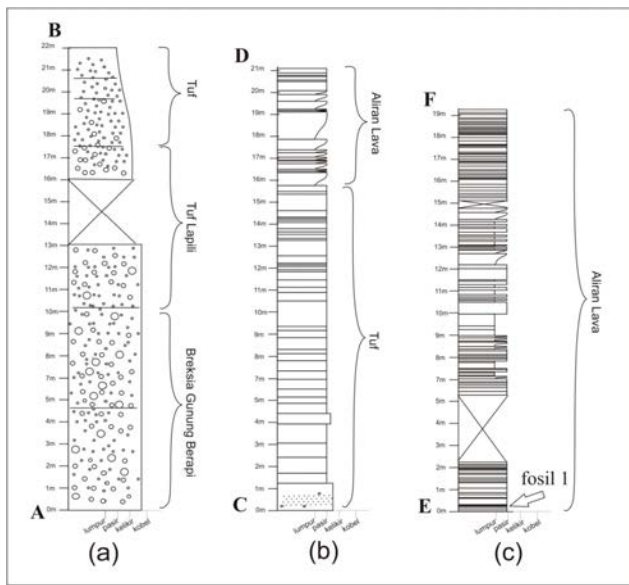 B
22m
21m
20m
19m
18m
17m
16m
15m
14m
13m
12m
11m
10m
9m
8m
7m
6m
5m
4m
3m
2m
1m
0m
A
Tuf
Tuf Lapili
Breksia Gunung Berapi
lumpur
pasir
kelikir
kobel
(a)
D
21m
20m
19m
18m
17m
16m
15m
14m
13m
12m
11m
10m
9m
8m
7m
6m
5m
4m
3m
2m
1m
0m
C
Aliran Lava
Tuf
lumpur
pasir
kelikir
kobel
(b)
F
19m
18m
17m
16m
15m
14m
13m
12m
11m
10m
9m
8m
7m
6m
5m
4m
3m
2m
1m
0m
E
Aliran Lava
fosil 1
lumpur
pasir
kelikir
kobel
(c)